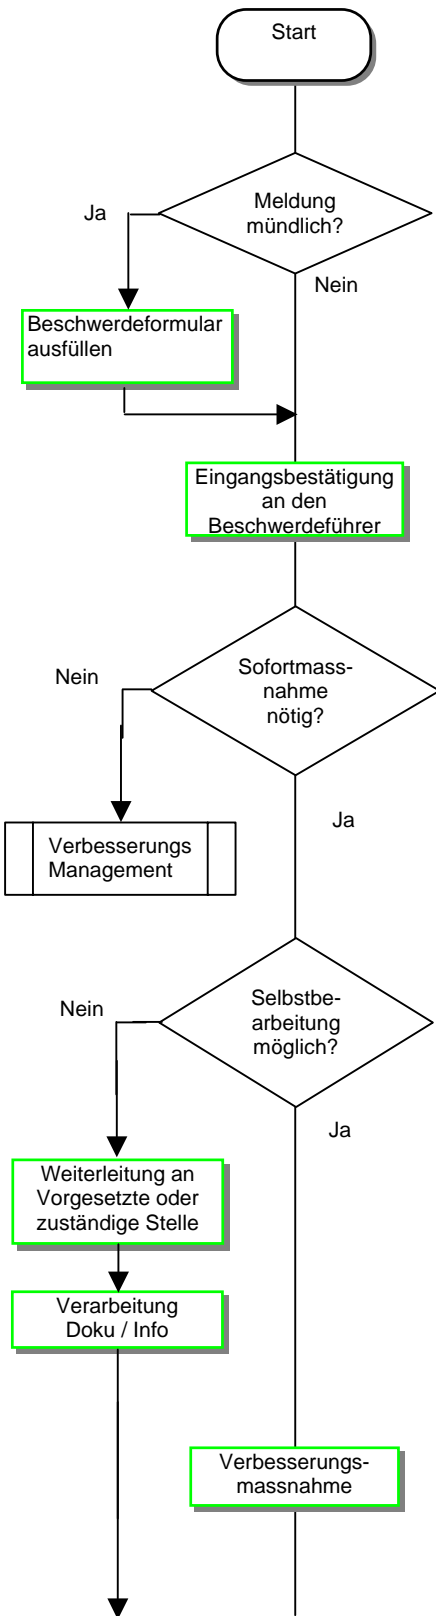 Start
Meldung
mündlich?
Ja
Nein
Beschwerdeformular
ausfüllen
Eingangsbestätigung
an den
Beschwerdeführer
Sofortmass-
nahme
nötig?
Nein
Ja
Verbesserungs
Management
Selbstbe-
arbeitung
möglich?
Nein
Ja
Weiterleitung an
Vorgesetzte oder
zuständige Stelle
Verarbeitung
Doku / Info
Verbesserungs-
massnahme